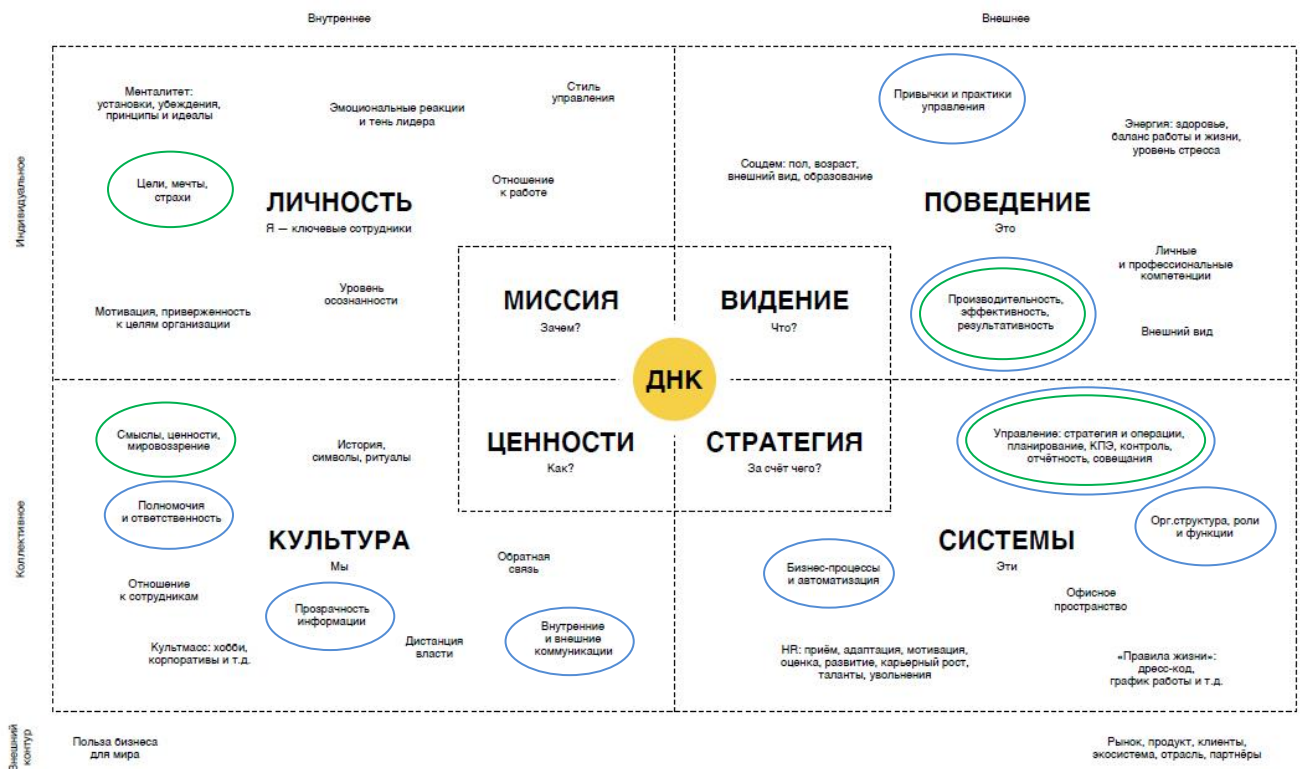 Внутреннее
Внешнее
Индивидуальное
Менталитет:
установки, убеждения,
принципы и идеалы
Эмоциональные реакции
и тень лидера
Стиль
управления
Цели, мечты,
страхи
ЛИЧНОСТЬ
Я — ключевые сотрудники
Отношение
к работе
Уровень
осознанности
Мотивация, приверженность
к целям организации
Привычки и практики
управления
Энергия: здоровье,
баланс работы и жизни,
уровень стресса
Соцдем: пол, возраст,
внешний вид, образование
ПОВЕДЕНИЕ
Это
Личные
и профессиональные
компетенции
Производительность,
эффективность,
результативность
Внешний вид
МИССИЯ
Зачем?
ВИДЕНИЕ
Что?
ДНК
ЦЕННОСТИ
Как?
СТРАТЕГИЯ
За счёт чего?
Коллективное
Смыслы, ценности,
мировоззрение
История,
символы, ритуалы
Полномочия
и ответственность
КУЛЬТУРА
Мы
Обратная
связь
Отношение
к сотрудникам
Прозрачность
информации
Культмасс: хобби,
корпоративы и т.д.
Дистанция
власти
Внутренние
и внешние
коммуникации
Управление: стратегия и операции,
планирование, КПЭ, контроль,
отчётность, совещания
Орг.структура, роли
и функции
СИСТЕМЫ
Эти
Бизнес-процессы
и автоматизация
Офисное
пространство
HR: приём, адаптация, мотивация,
оценка, развитие, карьерный рост,
таланты, увольнения
«Правила жизни»:
дресс-код,
график работы и т.д.
Внешний
контур
Польза бизнеса
для мира
Рынок, продукт, клиенты,
экосистема, отрасль, партнёры